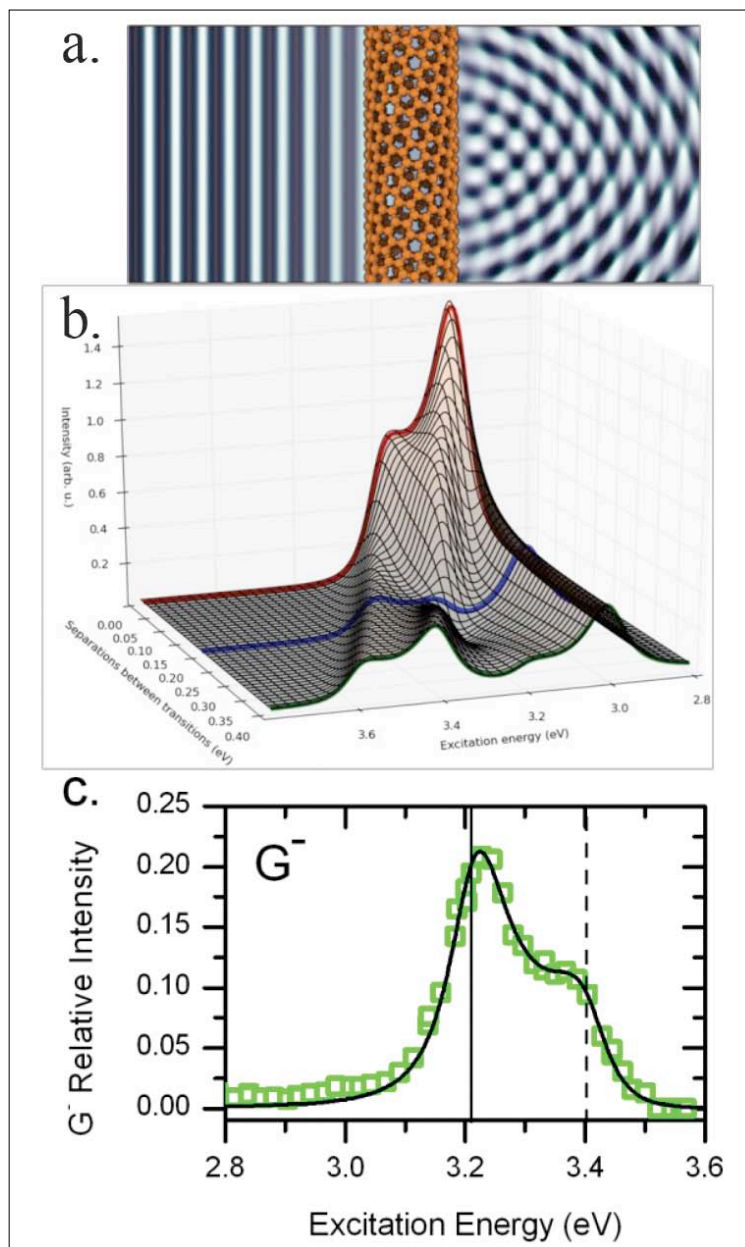 a.
b.
1.4
1.2
1.0
0.8
0.6
0.4
0.2
Intensity (arb. u.)
0.00
0.05
0.10
0.15
0.20
0.25
0.30
0.35
0.40
Separations between transitions (eV)
3.6
3.4
3.2
3.0
2.8
Excitation energy (eV)
c.
G-
0.25
0.20
0.15
0.10
0.05
0.00
G- Relative Intensity
2.8 3.0 3.2 3.4 3.6
Excitation Energy (eV)